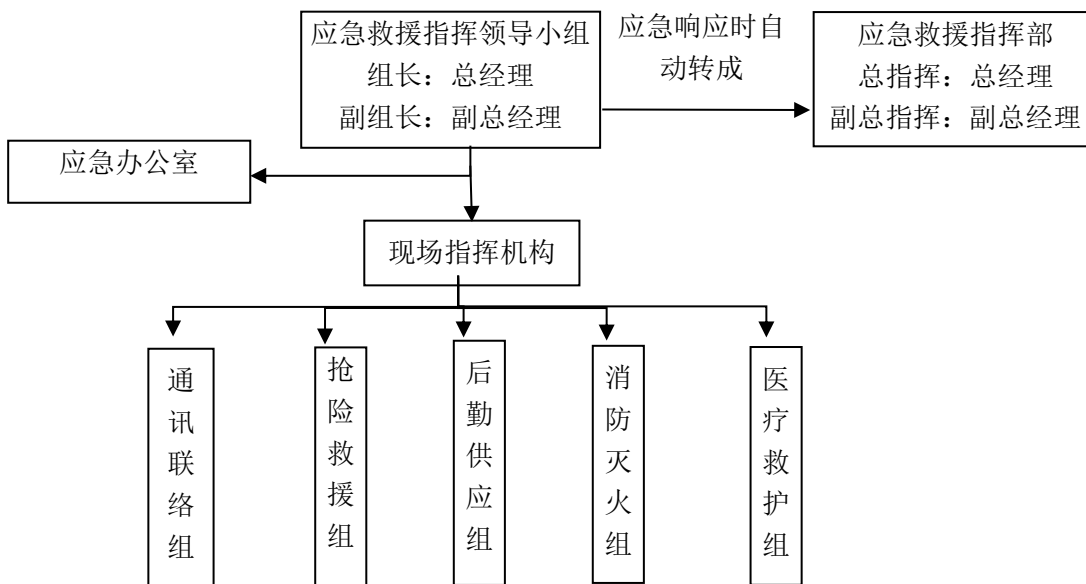 应急救援指挥领导小组
组长：总经理
副组长：副总经理
应急响应时自
动转成
应急救援指挥部
总指挥：总经理
副总指挥：副总经理
应急办公室
现场指挥机构
通讯联络组
抢险救援组
后勤供应组
消防灭火组
医疗救护组